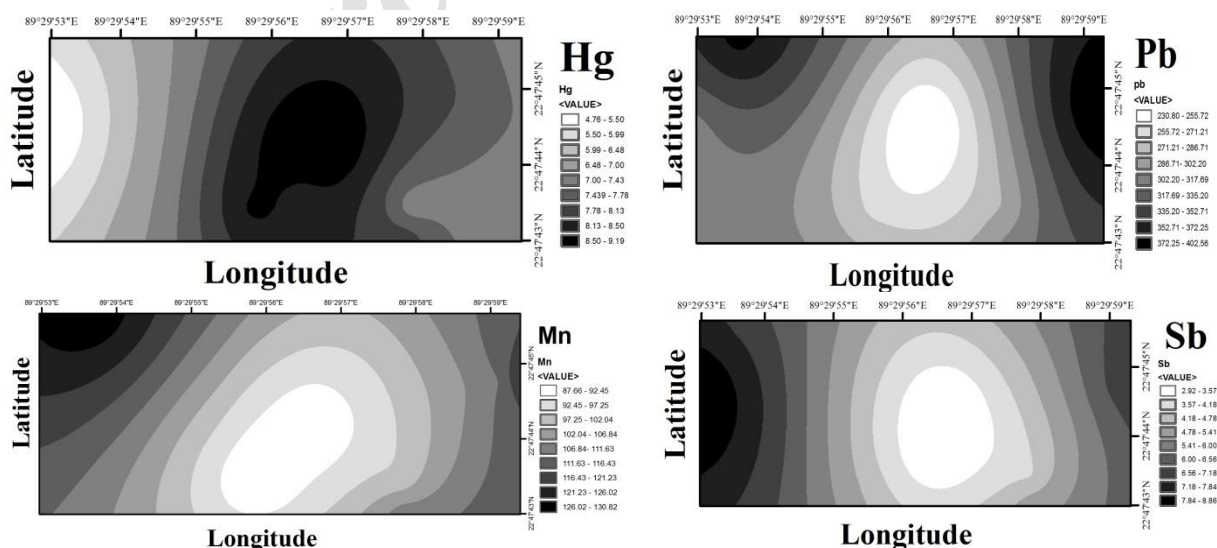 89°29'53"E 89°29'54"E 89°29'55"E 89°29'56"E 89°29'57"E 89°29'58"E 89°29'59"E
Latitude
Longitude
22°47'45"N
22°47'44"N
22°47'43"N
Hg
Hg
<VALUE>
4.76 - 5.50
5.50 - 5.99
5.99 - 6.48
6.48 - 7.00
7.00 - 7.43
7.439 - 7.78
7.78 - 8.13
8.13 - 8.50
8.50 - 9.19
89°29'53"E 89°29'54"E 89°29'55"E 89°29'56"E 89°29'57"E 89°29'58"E 89°29'59"E
Latitude
Longitude
22°47'45"N
22°47'44"N
22°47'43"N
Pb
pb
<VALUE>
230.80 - 255.72
255.72 - 271.21
271.21 - 286.71
286.71 - 302.20
302.20 - 317.69
317.69 - 335.20
335.20 - 352.71
352.71 - 372.25
372.25 - 402.56
89°29'53"E 89°29'54"E 89°29'55"E 89°29'56"E 89°29'57"E 89°29'58"E 89°29'59"E
Latitude
Longitude
22°47'45"N
22°47'44"N
22°47'43"N
Mn
Mn
<VALUE>
87.66 - 92.45
92.45 - 97.25
97.25 - 102.04
102.04 - 106.84
106.84 - 111.63
111.63 - 116.43
116.43 - 121.23
121.23 - 126.02
126.02 - 130.82
89°29'53"E 89°29'54"E 89°29'55"E 89°29'56"E 89°29'57"E 89°29'58"E 89°29'59"E
Latitude
Longitude
22°47'45"N
22°47'44"N
22°47'43"N
Sb
Sb
<VALUE>
2.92 - 3.57
3.57 - 4.18
4.18 - 4.78
4.78 - 5.41
5.41 - 6.00
6.00 - 6.56
6.56 - 7.18
7.18 - 7.84
7.84 - 8.86